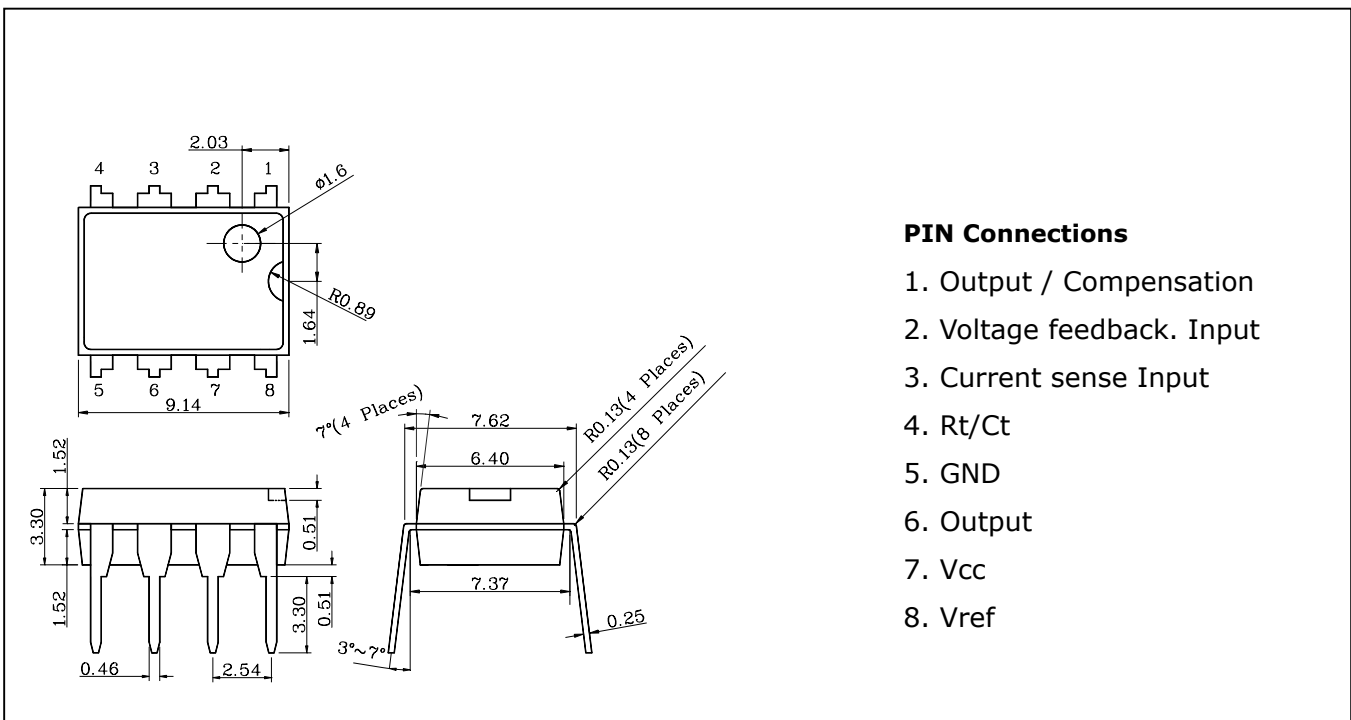 2.03
4 3 2 1
ø1.6
R0.89
1.64
5 6 7 8
9.14
7°(4 Places)
7.62
R0.13(4 Places)
R0.13(8 Places)
6.40
1.52
3.30
0.51
1.52
7.37
3.30
0.51
0.25
3°~7°
0.46
2.54
PIN Connections
1. Output / Compensation
2. Voltage feedback. Input
3. Current sense Input
4. Rt/Ct
5. GND
6. Output
7. Vcc
8. Vref